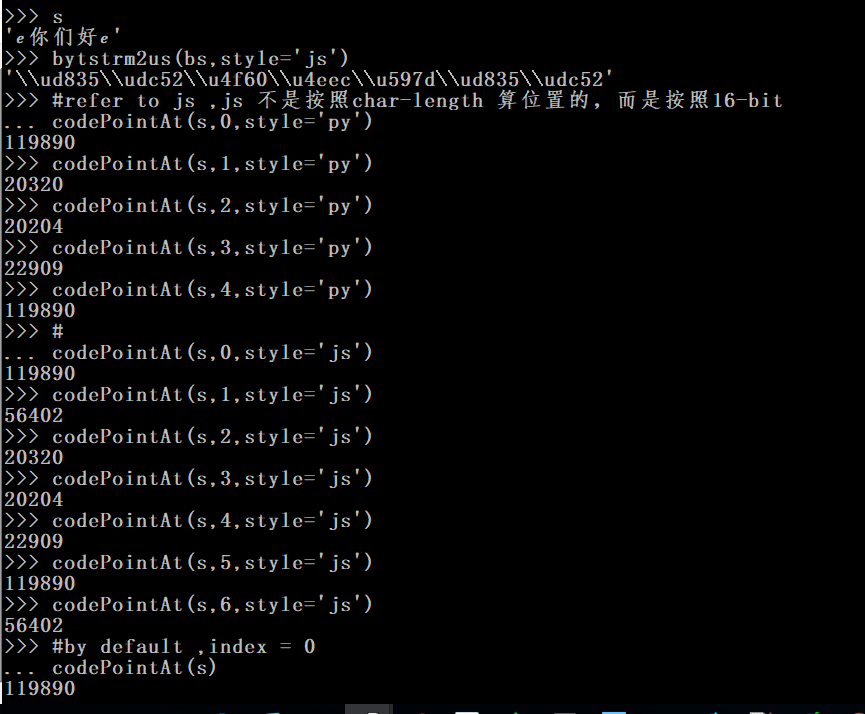 >>> s
'𝑒你们好𝑒'
>>> bytstrm2us(bs,style='js')
'\\ud835\\udc52\\u4f60\\u4eec\\u597d\\ud835\\udc52'
>>> #refer to js ,js 不是按照char-length 算位置的，而是按照16-bit
... codePointAt(s,0,style='py')
119890
>>> codePointAt(s,1,style='py')
20320
>>> codePointAt(s,2,style='py')
20204
>>> codePointAt(s,3,style='py')
22909
>>> codePointAt(s,4,style='py')
119890
>>> #
... codePointAt(s,0,style='js')
119890
>>> codePointAt(s,1,style='js')
56402
>>> codePointAt(s,2,style='js')
20320
>>> codePointAt(s,3,style='js')
20204
>>> codePointAt(s,4,style='js')
22909
>>> codePointAt(s,5,style='js')
119890
>>> codePointAt(s,6,style='js')
56402
>>> #by default ,index = 0
... codePointAt(s)
119890